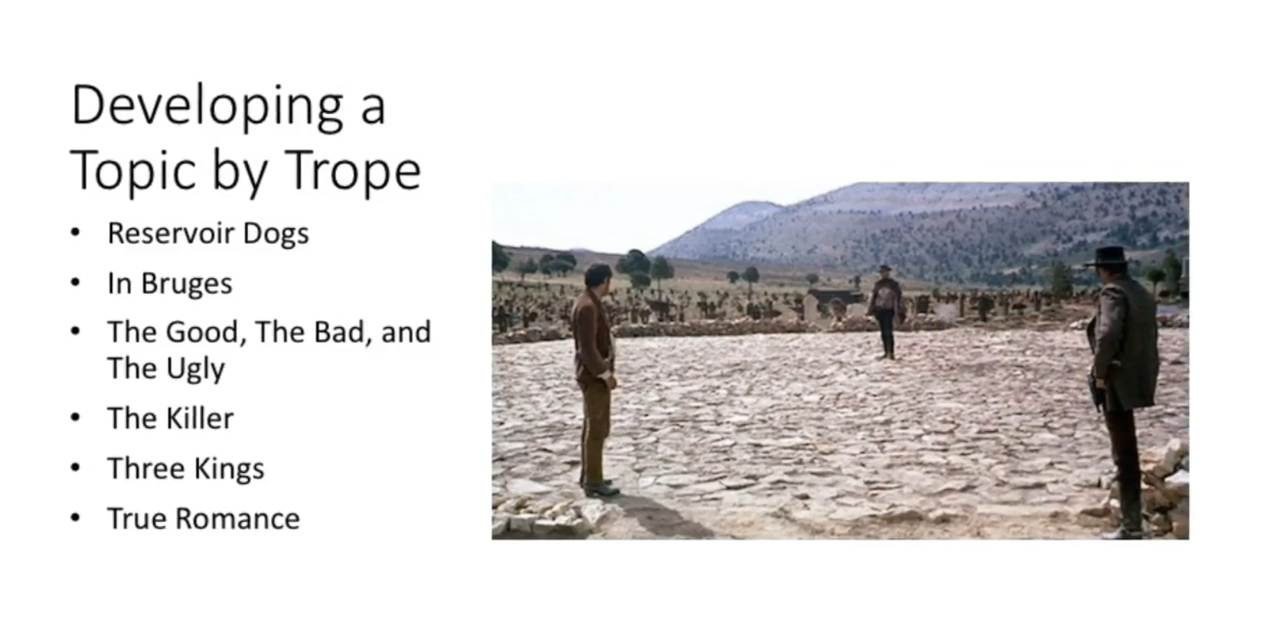 Developing a
Topic by Trope
• Reservoir Dogs
• In Bruges
• The Good, The Bad, and
The Ugly
• The Killer
• Three Kings
• True Romance